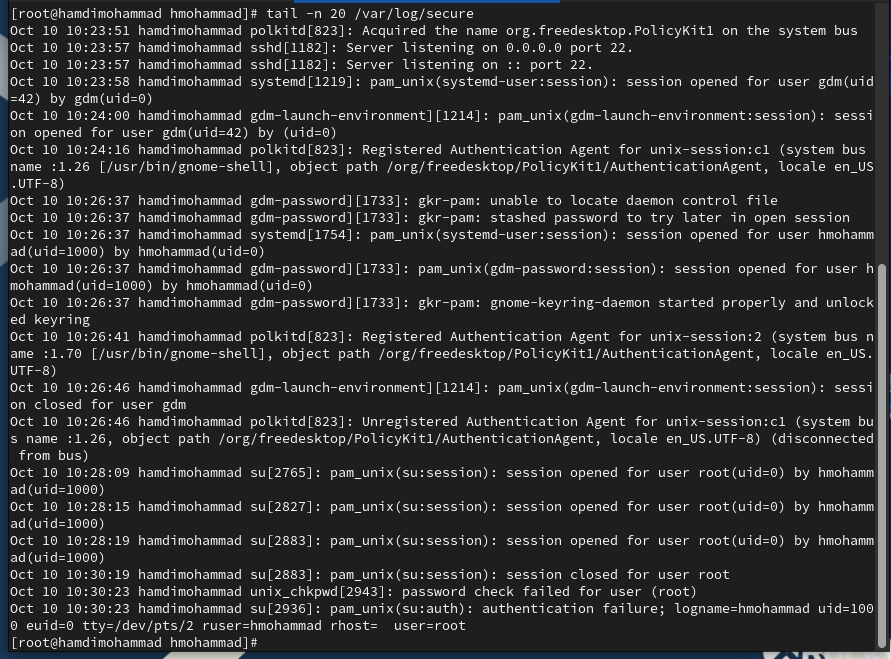 [root@hamdimohammad hmohammad]# tail -n 20 /var/log/secure
Oct 10 10:23:51 hamdimohammad polkitd[823]: Acquired the name org.freedesktop.PolicyKit1 on the system bus
Oct 10 10:23:57 hamdimohammad sshd[1182]: Server listening on 0.0.0.0 port 22.
Oct 10 10:23:57 hamdimohammad sshd[1182]: Server listening on :: port 22.
Oct 10 10:23:58 hamdimohammad systemd[1219]: pam_unix(systemd-user:session): session opened for user gdm(uid
=42) by gdm(uid=0)
Oct 10 10:24:00 hamdimohammad gdm-launch-environment][1214]: pam_unix(gdm-launch-environment:session): sessi
on opened for user gdm(uid=42) by (uid=0)
Oct 10 10:24:16 hamdimohammad polkitd[823]: Registered Authentication Agent for unix-session:c1 (system bus
name :1.26 [/usr/bin/gnome-shell], object path /org/freedesktop/PolicyKit1/AuthenticationAgent, locale en_US
.UTF-8)
Oct 10 10:26:37 hamdimohammad gdm-password][1733]: gkr-pam: unable to locate daemon control file
Oct 10 10:26:37 hamdimohammad gdm-password][1733]: gkr-pam: stashed password to try later in open session
Oct 10 10:26:37 hamdimohammad systemd[1754]: pam_unix(systemd-user:session): session opened for user hmohamm
ad(uid=1000) by hmohammad(uid=0)
Oct 10 10:26:37 hamdimohammad gdm-password][1733]: pam_unix(gdm-password:session): session opened for user h
mohammad(uid=1000) by hmohammad(uid=0)
Oct 10 10:26:37 hamdimohammad gdm-password][1733]: gkr-pam: gnome-keyring-daemon started properly and unlock
ed keyring
Oct 10 10:26:41 hamdimohammad polkitd[823]: Registered Authentication Agent for unix-session:2 (system bus n
ame :1.70 [/usr/bin/gnome-shell], object path /org/freedesktop/PolicyKit1/AuthenticationAgent, locale en_US.
UTF-8)
Oct 10 10:26:46 hamdimohammad gdm-launch-environment][1214]: pam_unix(gdm-launch-environment:session): sessi
on closed for user gdm
Oct 10 10:26:46 hamdimohammad polkitd[823]: Unregistered Authentication Agent for unix-session:c1 (system bu
s name :1.26, object path /org/freedesktop/PolicyKit1/AuthenticationAgent, locale en_US.UTF-8) (disconnected
 from bus)
Oct 10 10:28:09 hamdimohammad su[2765]: pam_unix(su:session): session opened for user root(uid=0) by hmohamm
ad(uid=1000)
Oct 10 10:28:15 hamdimohammad su[2827]: pam_unix(su:session): session opened for user root(uid=0) by hmohamm
ad(uid=1000)
Oct 10 10:28:19 hamdimohammad su[2883]: pam_unix(su:session): session opened for user root(uid=0) by hmohamm
ad(uid=1000)
Oct 10 10:30:19 hamdimohammad su[2883]: pam_unix(su:session): session closed for user root
Oct 10 10:30:23 hamdimohammad unix_chkpwd[2943]: password check failed for user (root)
Oct 10 10:30:23 hamdimohammad su[2936]: pam_unix(su:auth): authentication failure; logname=hmohammad uid=100
0 euid=0 tty=/dev/pts/2 ruser=hmohammad rhost=  user=root
[root@hamdimohammad hmohammad]#